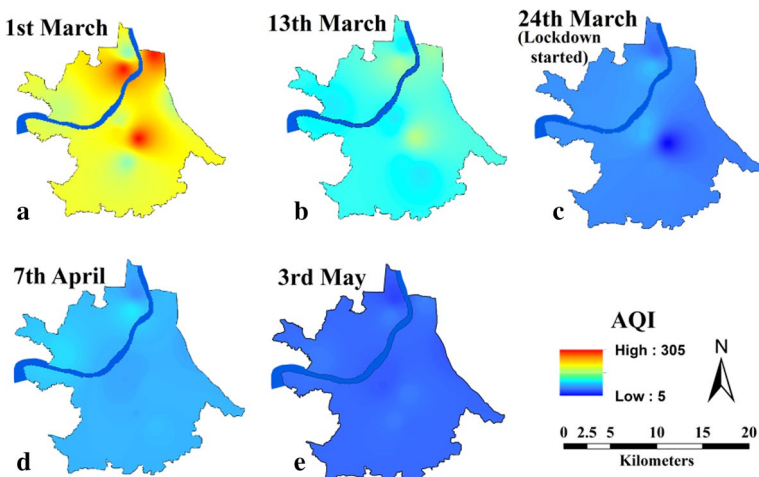 1st March
a
13th March
b
24th March
(Lockdown
started)
c
7th April
d
3rd May
e
AQI
High : 305
Low : 5
N
0 2.5 5 10 15 20
Kilometers